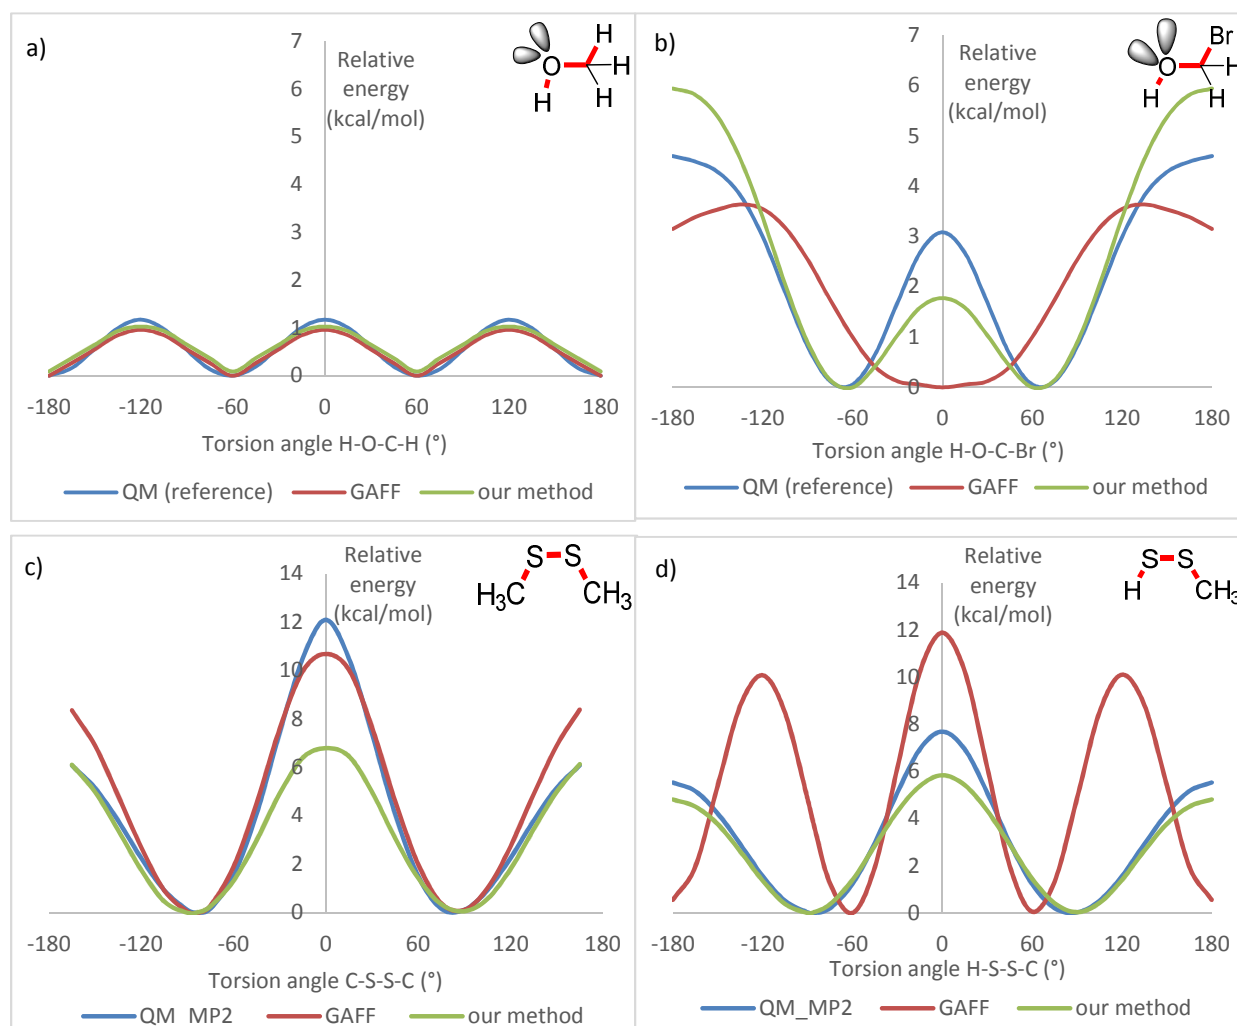 a)
Relative
energy
(kcal/mol)
7
6
5
4
3
2
1
0
-180 -120 -60 0 60 120 180
Torsion angle H-O-C-H (°)
QM (reference) GAFF our method
H
O H
H H
b)
Relative
energy
(kcal/mol)
7
6
5
4
3
2
1
0
-180 -120 -60 0 60 120 180
Torsion angle H-O-C-Br (°)
QM (reference) GAFF our method
Br
O H
H H
c)
Relative
energy
(kcal/mol)
14
12
10
8
6
4
2
0
-180 -120 -60 0 60 120 180
Torsion angle C-S-S-C (°)
QM_MP2 GAFF our method
S S
H3C CH3
d)
Relative
energy
(kcal/mol)
14
12
10
8
6
4
2
0
-180 -120 -60 0 60 120 180
Torsion angle H-S-S-C (°)
QM_MP2 GAFF our method
S S
H CH3